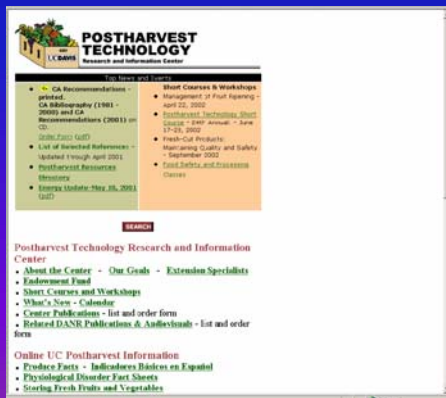 UC DAVIS
POSTHARVEST
TECHNOLOGY
Research and Information Center
Top News and Events
CA Recommendations -
printed.
CA Bibliography (1981 -
2000) and CA
Recommendations (2001) on
CD.
Order Form (pdf)
List of Selected References -
Updated through April 2001
Postharvest Resources
Directory
Energy Update-May 18, 2001
(pdf)
Short Courses & Workshops
Management of Fruit Ripening -
April 22, 2002
Postharvest Technology Short
Course - Annual - June
17-23, 2002
Fresh-Cut Products:
Maintaining Quality and Safety
- September 2002
Food Safety and Processing
Classes
SEARCH
Postharvest Technology Research and Information
Center
About the Center - Our Goals - Extension Specialists
Endowment Fund
Short Courses and Workshops
What's New - Calendar
Center Publications - list and order form
Related DANR Publications & Audiovisuals - list and order
form
Online UC Postharvest Information
Produce Facts - Indicadores Básicos en Español
Physiological Disorder Fact Sheets
Storing Fresh Fruits and Vegetables